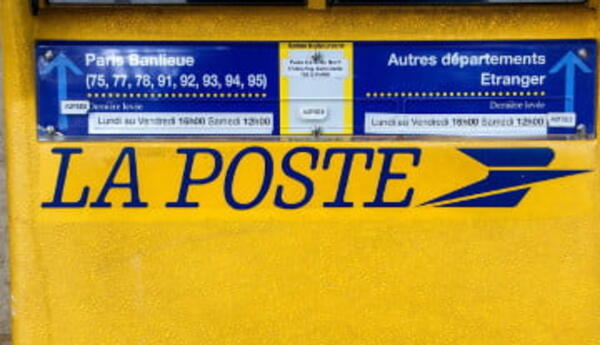 Paris Banlieue
(75, 77, 78, 91, 92, 93, 94, 95)
Dernière levée
Lundi au Vendredi 16h00 Samedi 12h00
Autres départements
Etranger
Dernière levée
Lundi au Vendredi 16h00 Samedi 12h00
LA POSTE